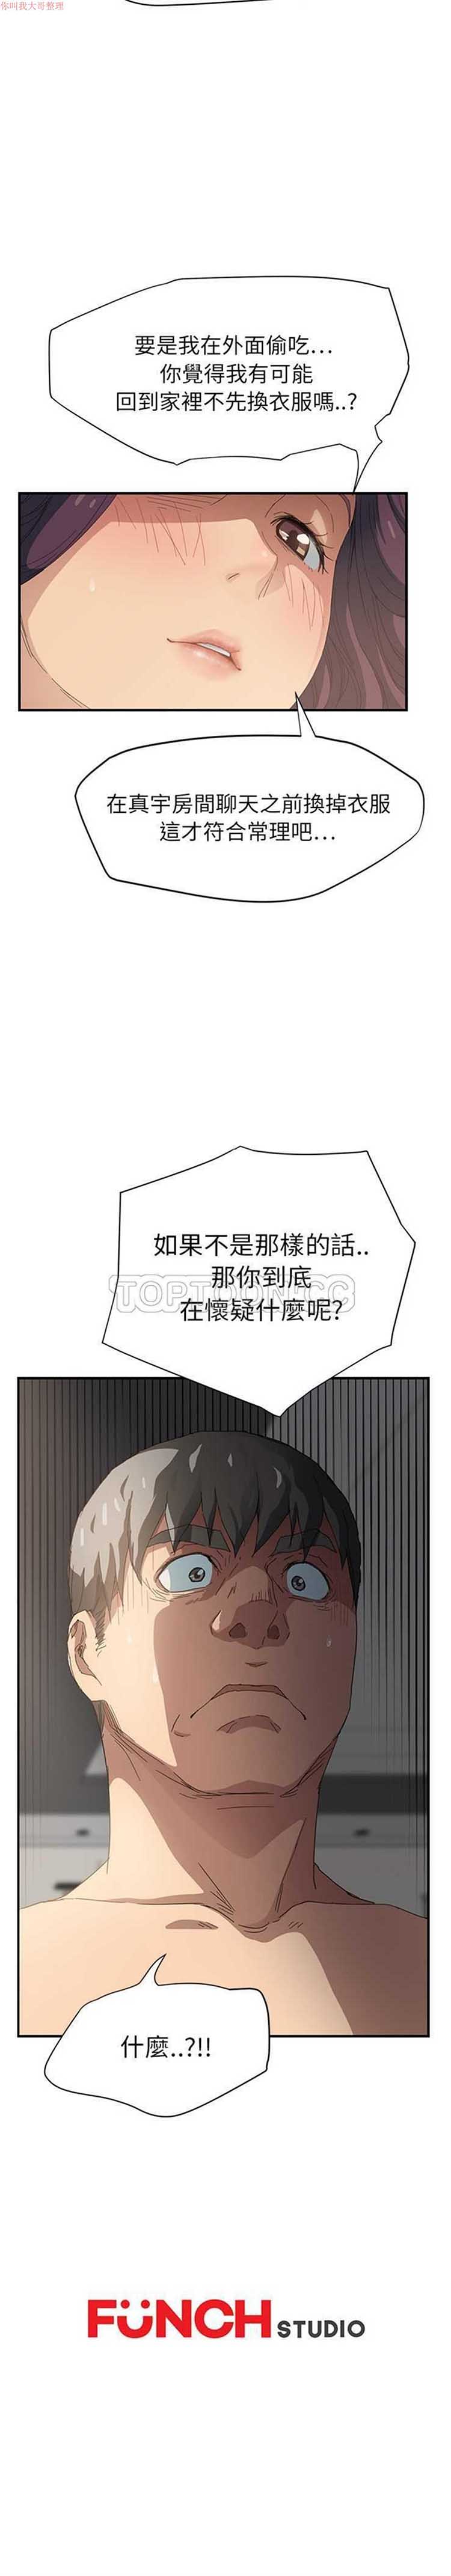 你叫我大哥整理
要是我在外面偷吃...
你覺得我有可能
回到家裡不先換衣服嗎..?
在真宇房間聊天之前換掉衣服
這才符合常理吧...
如果不是那樣的話..
那你到底
TOPTOON.CC
在懷疑什麼呢?
什麼..?!!
FÜNCH STUDIO